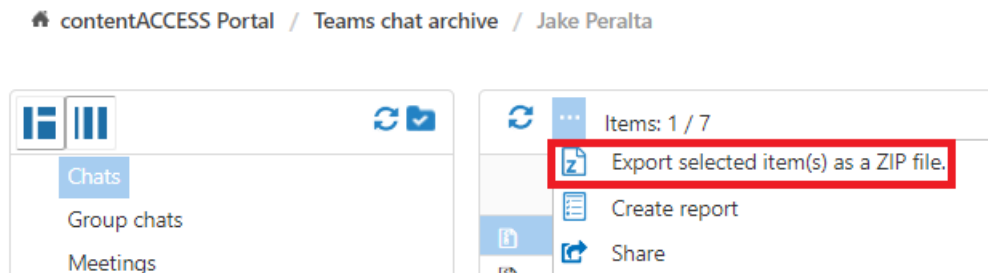 contentACCESS Portal / Teams chat archive / Jake Peralta
Items: 1 / 7
Chats
Export selected item(s) as a ZIP file.
Group chats
Create report
Meetings
Share